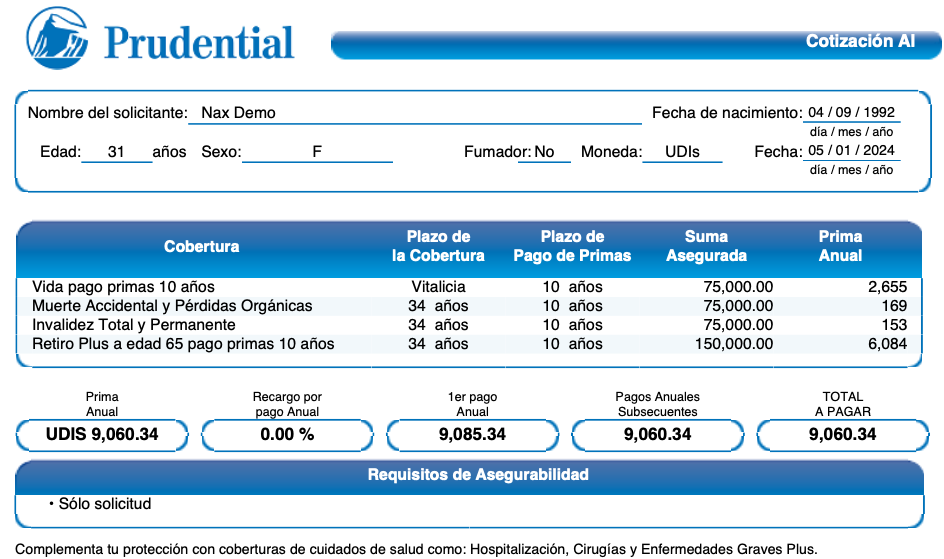 Prudential
Cotización AI
Nombre del solicitante: Nax Demo Fecha de nacimiento: 04 / 09 / 1992
día / mes / año
Edad: 31 años Sexo: F Fumador: No Moneda: UDIs Fecha: 05 / 01 / 2024
día / mes / año
Cobertura Plazo de la Cobertura Plazo de Pago de Primas Suma Asegurada Prima Anual
Vida pago primas 10 años Vitalicia 10 años 75,000.00 2,655
Muerte Accidental y Pérdidas Orgánicas 34 años 10 años 75,000.00 169
Invalidez Total y Permanente 34 años 10 años 75,000.00 153
Retiro Plus a edad 65 pago primas 10 años 34 años 10 años 150,000.00 6,084
Prima Anual Recargo por pago Anual 1er pago Anual Pagos Anuales Subsecuentes TOTAL A PAGAR
UDIS 9,060.34 0.00 % 9,085.34 9,060.34 9,060.34
Requisitos de Asegurabilidad
• Sólo solicitud
Complementa tu protección con coberturas de cuidados de salud como: Hospitalización, Cirugías y Enfermedades Graves Plus.